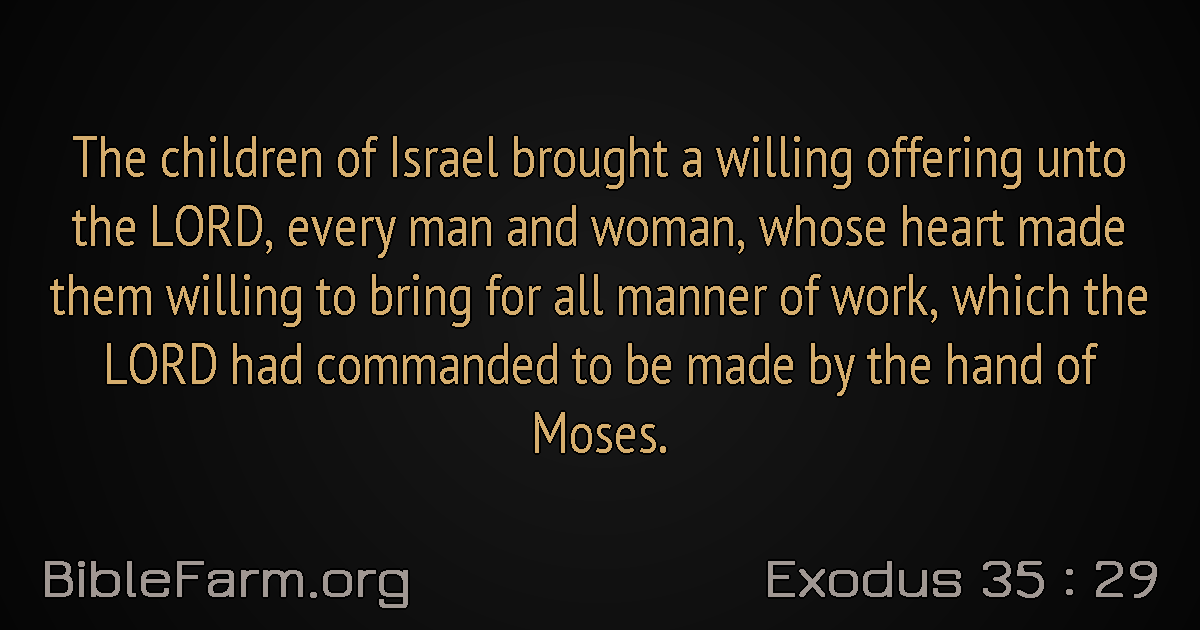 The children of Israel brought a willing offering unto
the LORD, every man and woman, whose heart made
them willing to bring for all manner of work, which the
LORD had commanded to be made by the hand of
Moses.
BibleFarm.org
Exodus 35 : 29